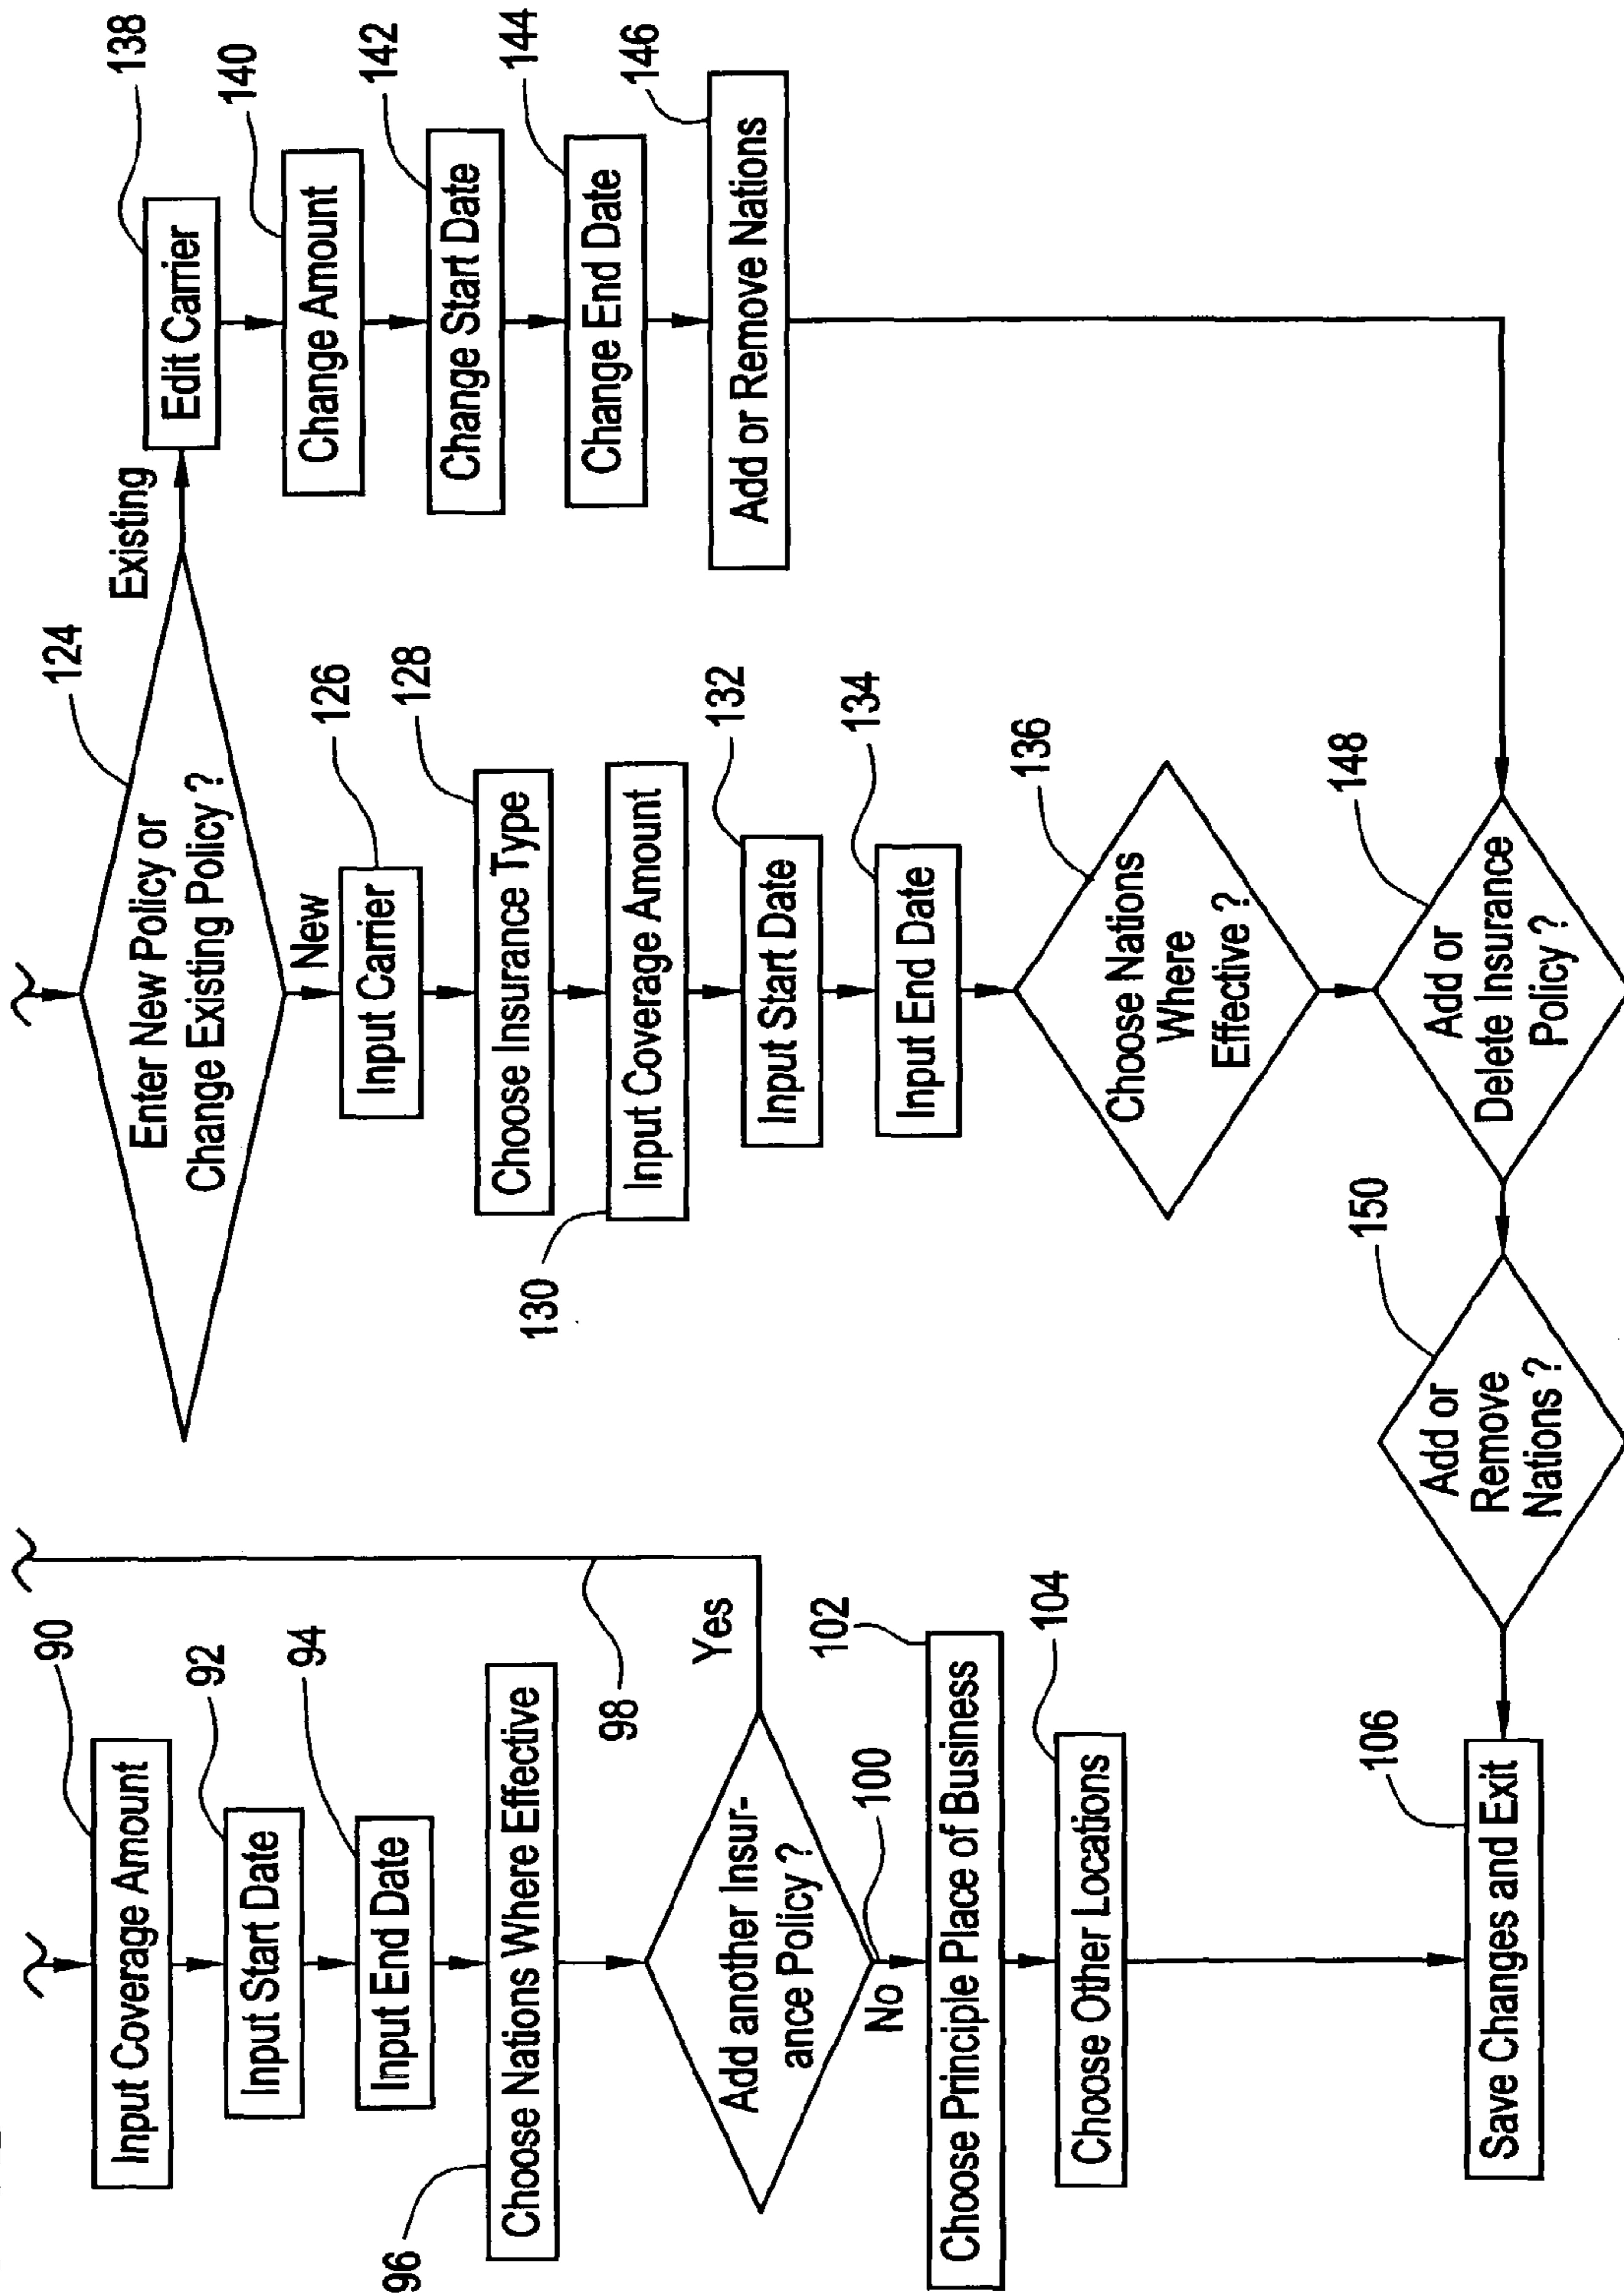 90
Input Coverage Amount
92
Input Start Date
94
Input End Date
96
Choose Nations Where Effective
98
Add another Insur-
ance Policy ?
Yes
100
No
102
Choose Principle Place of Business
104
Choose Other Locations
106
Save Changes and Exit
124
Enter New Policy or
Change Existing Policy ?
Existing
New
126
Input Carrier
128
Choose Insurance Type
130
Input Coverage Amount
132
Input Start Date
134
Input End Date
136
Choose Nations
Where
Effective ?
138
Edit Carrier
140
Change Amount
142
Change Start Date
144
Change End Date
146
Add or Remove Nations
148
Add or
Delete Insurance
Policy ?
150
Add or
Remove
Nations ?